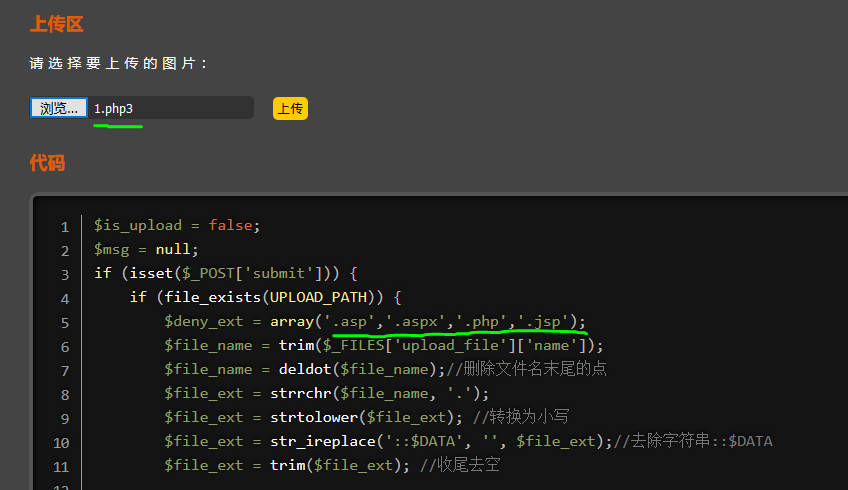 上传区
请选择要上传的图片：
浏览... 1.php3 上传
代码
1 $is_upload = false;
2 $msg = null;
3 if (isset($_POST['submit'])) {
4 if (file_exists(UPLOAD_PATH)) {
5 $deny_ext = array('.asp','.aspx','.php','.jsp');
6 $file_name = trim($_FILES['upload_file']['name']);
7 $file_name = deldot($file_name);//删除文件名末尾的点
8 $file_ext = strrchr($file_name, '.');
9 $file_ext = strtolower($file_ext); //转换为小写
10 $file_ext = str_ireplace('::$DATA', '', $file_ext);//去除字符串::$DATA
11 $file_ext = trim($file_ext); //收尾去空